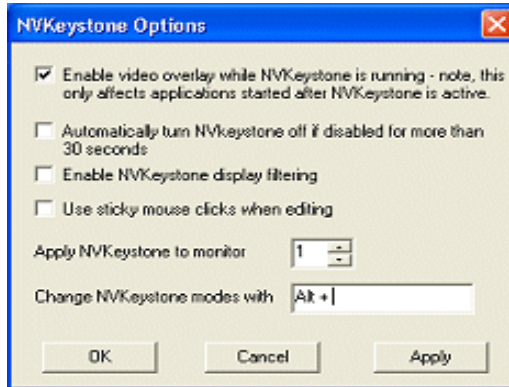 NVKeystone Options
Enable video overlay while NVKeystone is running - note, this
only affects applications started after NVKeystone is active.
Automatically turn NVkeystone off if disabled for more than
30 seconds
Enable NVKeystone display filtering
Use sticky mouse clicks when editing
Apply NVKeystone to monitor 1
Change NVKeystone modes with Alt +
OK Cancel Apply